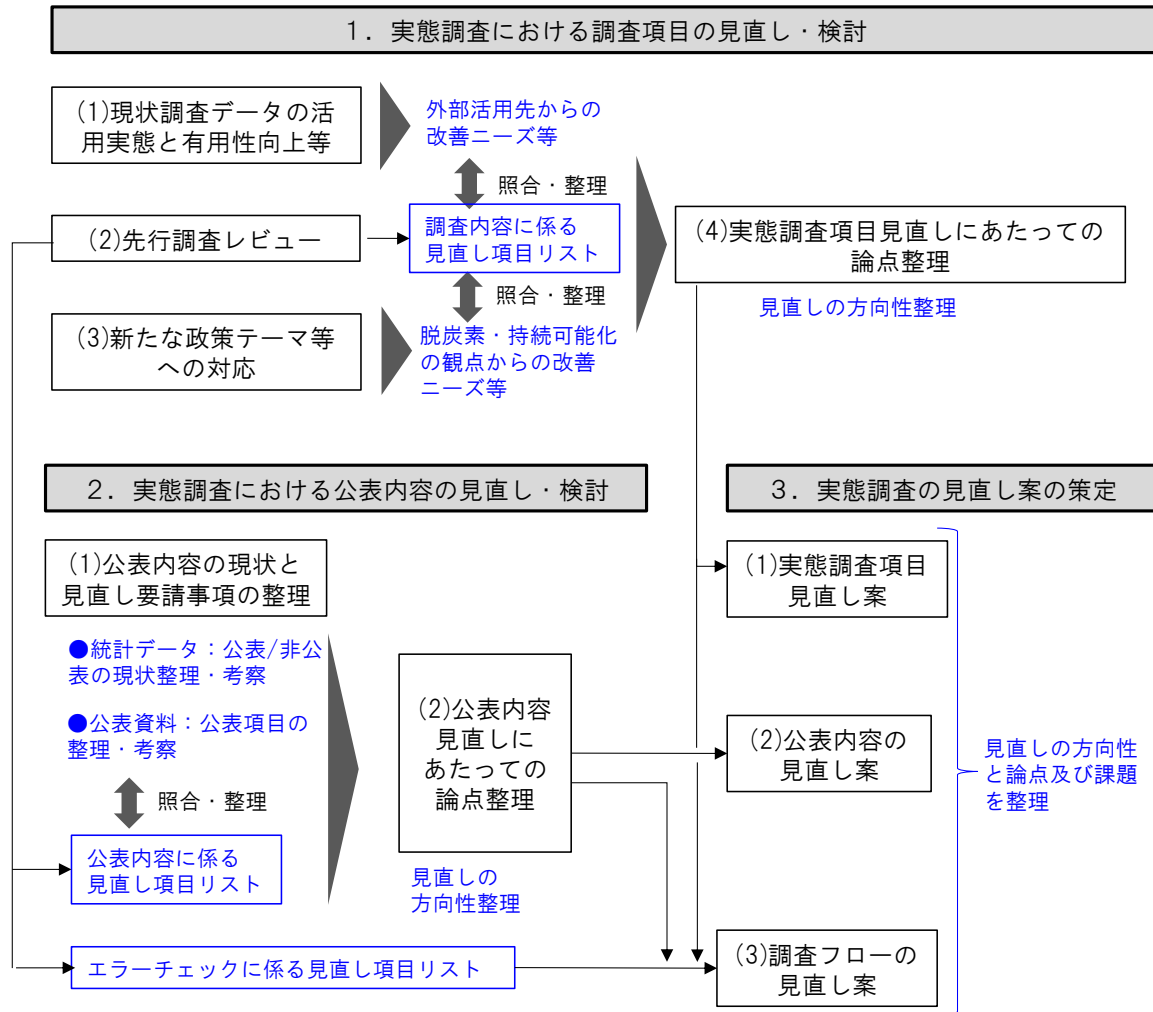 １．実態調査における調査項目の見直し・検討
(1)現状調査データの活
用実態と有用性向上等
外部活用先からの
改善ニーズ等
照合・整理
(2)先行調査レビュー
調査内容に係る
見直し項目リスト
(4)実態調査項目見直しにあたっての
論点整理
照合・整理
見直しの方向性整理
(3)新たな政策テーマ等
への対応
脱炭素・持続可能化
の観点からの改善
ニーズ等
２．実態調査における公表内容の見直し・検討
３．実態調査の見直し案の策定
(1)公表内容の現状と
見直し要請事項の整理
(1)実態調査項目
見直し案
●統計データ：公表/非公
表の現状整理・考察
●公表資料：公表項目の
整理・考察
(2)公表内容
見直しに
あたっての
論点整理
(2)公表内容の
見直し案
見直しの方向性
と論点及び課題
を整理
照合・整理
公表内容に係る
見直し項目リスト
見直しの
方向性整理
エラーチェックに係る見直し項目リスト
(3)調査フローの
見直し案